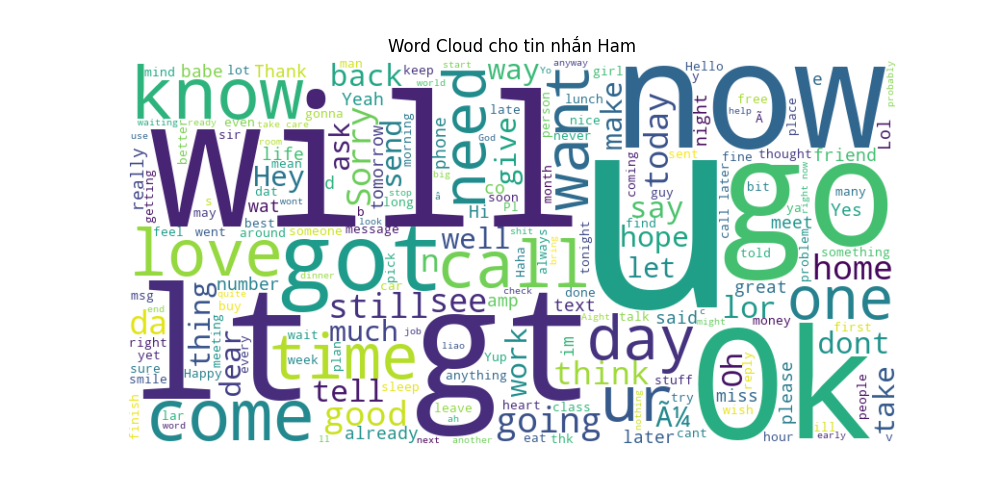 Word Cloud cho tin nhắn Ham
know
will
now
u
go
lt
gt
Ok
got
call
love
need
want
one
come
time
day
ur
still
see
good
going
think
tell
much
well
back
way
sorry
send
give
make
today
night
say
hope
let
home
lor
dont
take
da
thing
dear
work
text
im
Oh
Ã¼
mind
babe
lot
Thank
man
keep
start
world
Yo
anyway
girl
Hello
y
e
probably
waiting
ready
even
take care
gonna
Yeah
late
lunch
nice
never
person
free
help
Ã
place
Lol
use
sir
better
room
ask
life
mean
tomorrow
morning
phone
God
big
month
sent
really
getting
Hey
d
dat
wont
stop
long
â
co
soon
Pl
Hi
coming
guy
fine
thought
friend
call later
bit
right now
ya
many
Yes
meet
s
may
wat
best
b
look
message
feel
went
around
someone
shit
always
Haha
find
tonight
told
problem
something
number
dinner
car
pick
n
check
bring
done
great
msg
end
quite
buy
amp
Aight
talk
said
c
might
money
first
right
yet
meeting
every
wait
week
plan
job
liao
Yup
anything
sure
smile
Happy
sleep
stuff
try
miss
wish
reply
please
people
finish
lar
word
leave
ah
heart
class
nothing
ill
already
ll
next
another
eat
thk
later
cant
hour
early